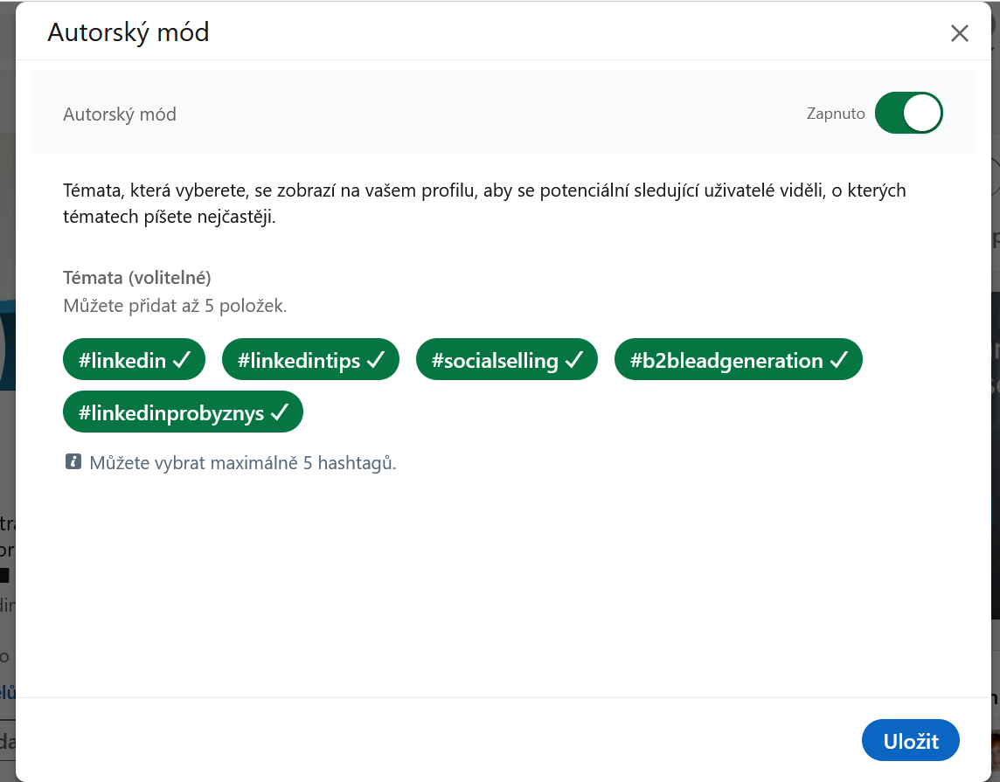 Autorský mód
Autorský mód
Zapnuto
Témata, která vyberete, se zobrazí na vašem profilu, aby se potenciální sledující uživatelé viděli, o kterých
tématech píšete nejčastěji.
Témata (volitelné)
Můžete přidat až 5 položek.
#linkedin #linkedintips #socialselling #b2bleadgeneration
#linkedinprobyznys
Můžete vybrat maximálně 5 hashtagů.
Uložit